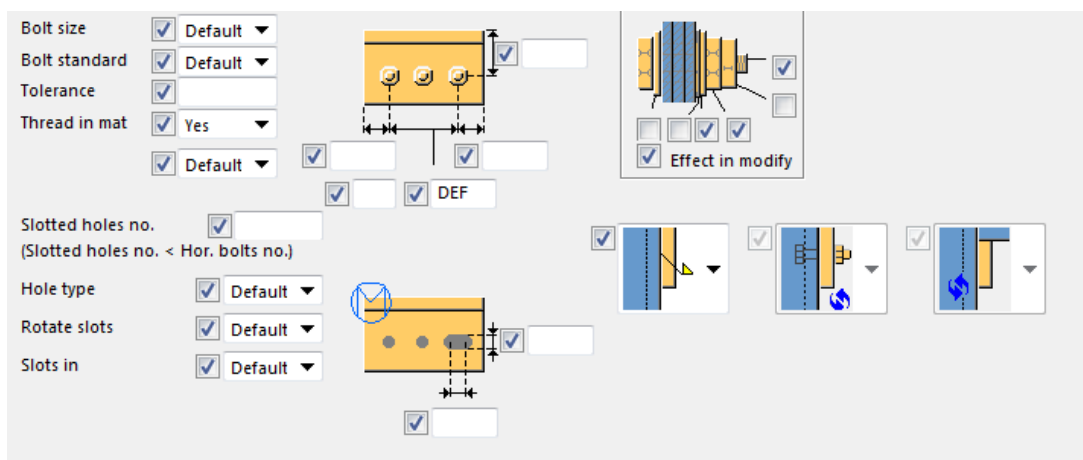 Bolt size Default
Bolt standard Default
Tolerance
Thread in mat Yes
Default
DEF
Effect in modify
Slotted holes no.
(Slotted holes no. < Hor. bolts no.)
Hole type Default
Rotate slots Default
Slots in Default